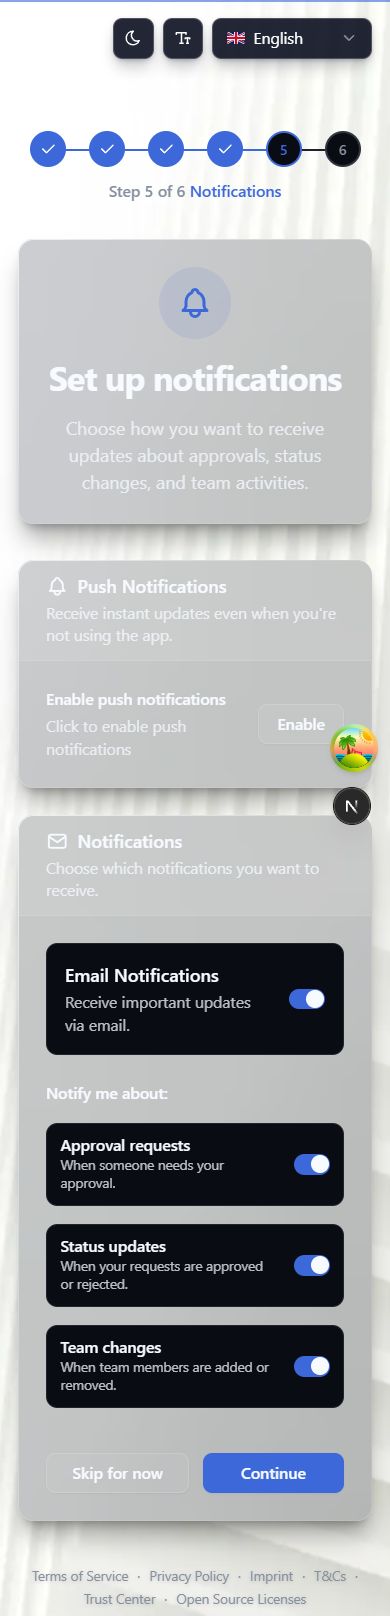 English
5
6
Step 5 of 6 Notifications
Set up notifications
Choose how you want to receive
updates about approvals, status
changes, and team activities.
Push Notifications
Receive instant updates even when you're
not using the app.
Enable push notifications
Click to enable push
notifications
Enable
N
Notifications
Choose which notifications you want to
receive.
Email Notifications
Receive important updates
via email.
Notify me about:
Approval requests
When someone needs your
approval.
Status updates
When your requests are approved
or rejected.
Team changes
When team members are added or
removed.
Skip for now
Continue
Terms of Service · Privacy Policy · Imprint · T&Cs ·
Trust Center · Open Source Licenses